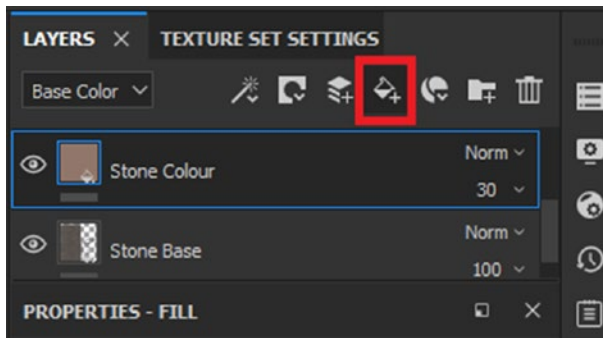 LAYERS × TEXTURE SET SETTINGS
Base Color
Stone Colour Norm
30
Stone Base Norm
100
PROPERTIES - FILL